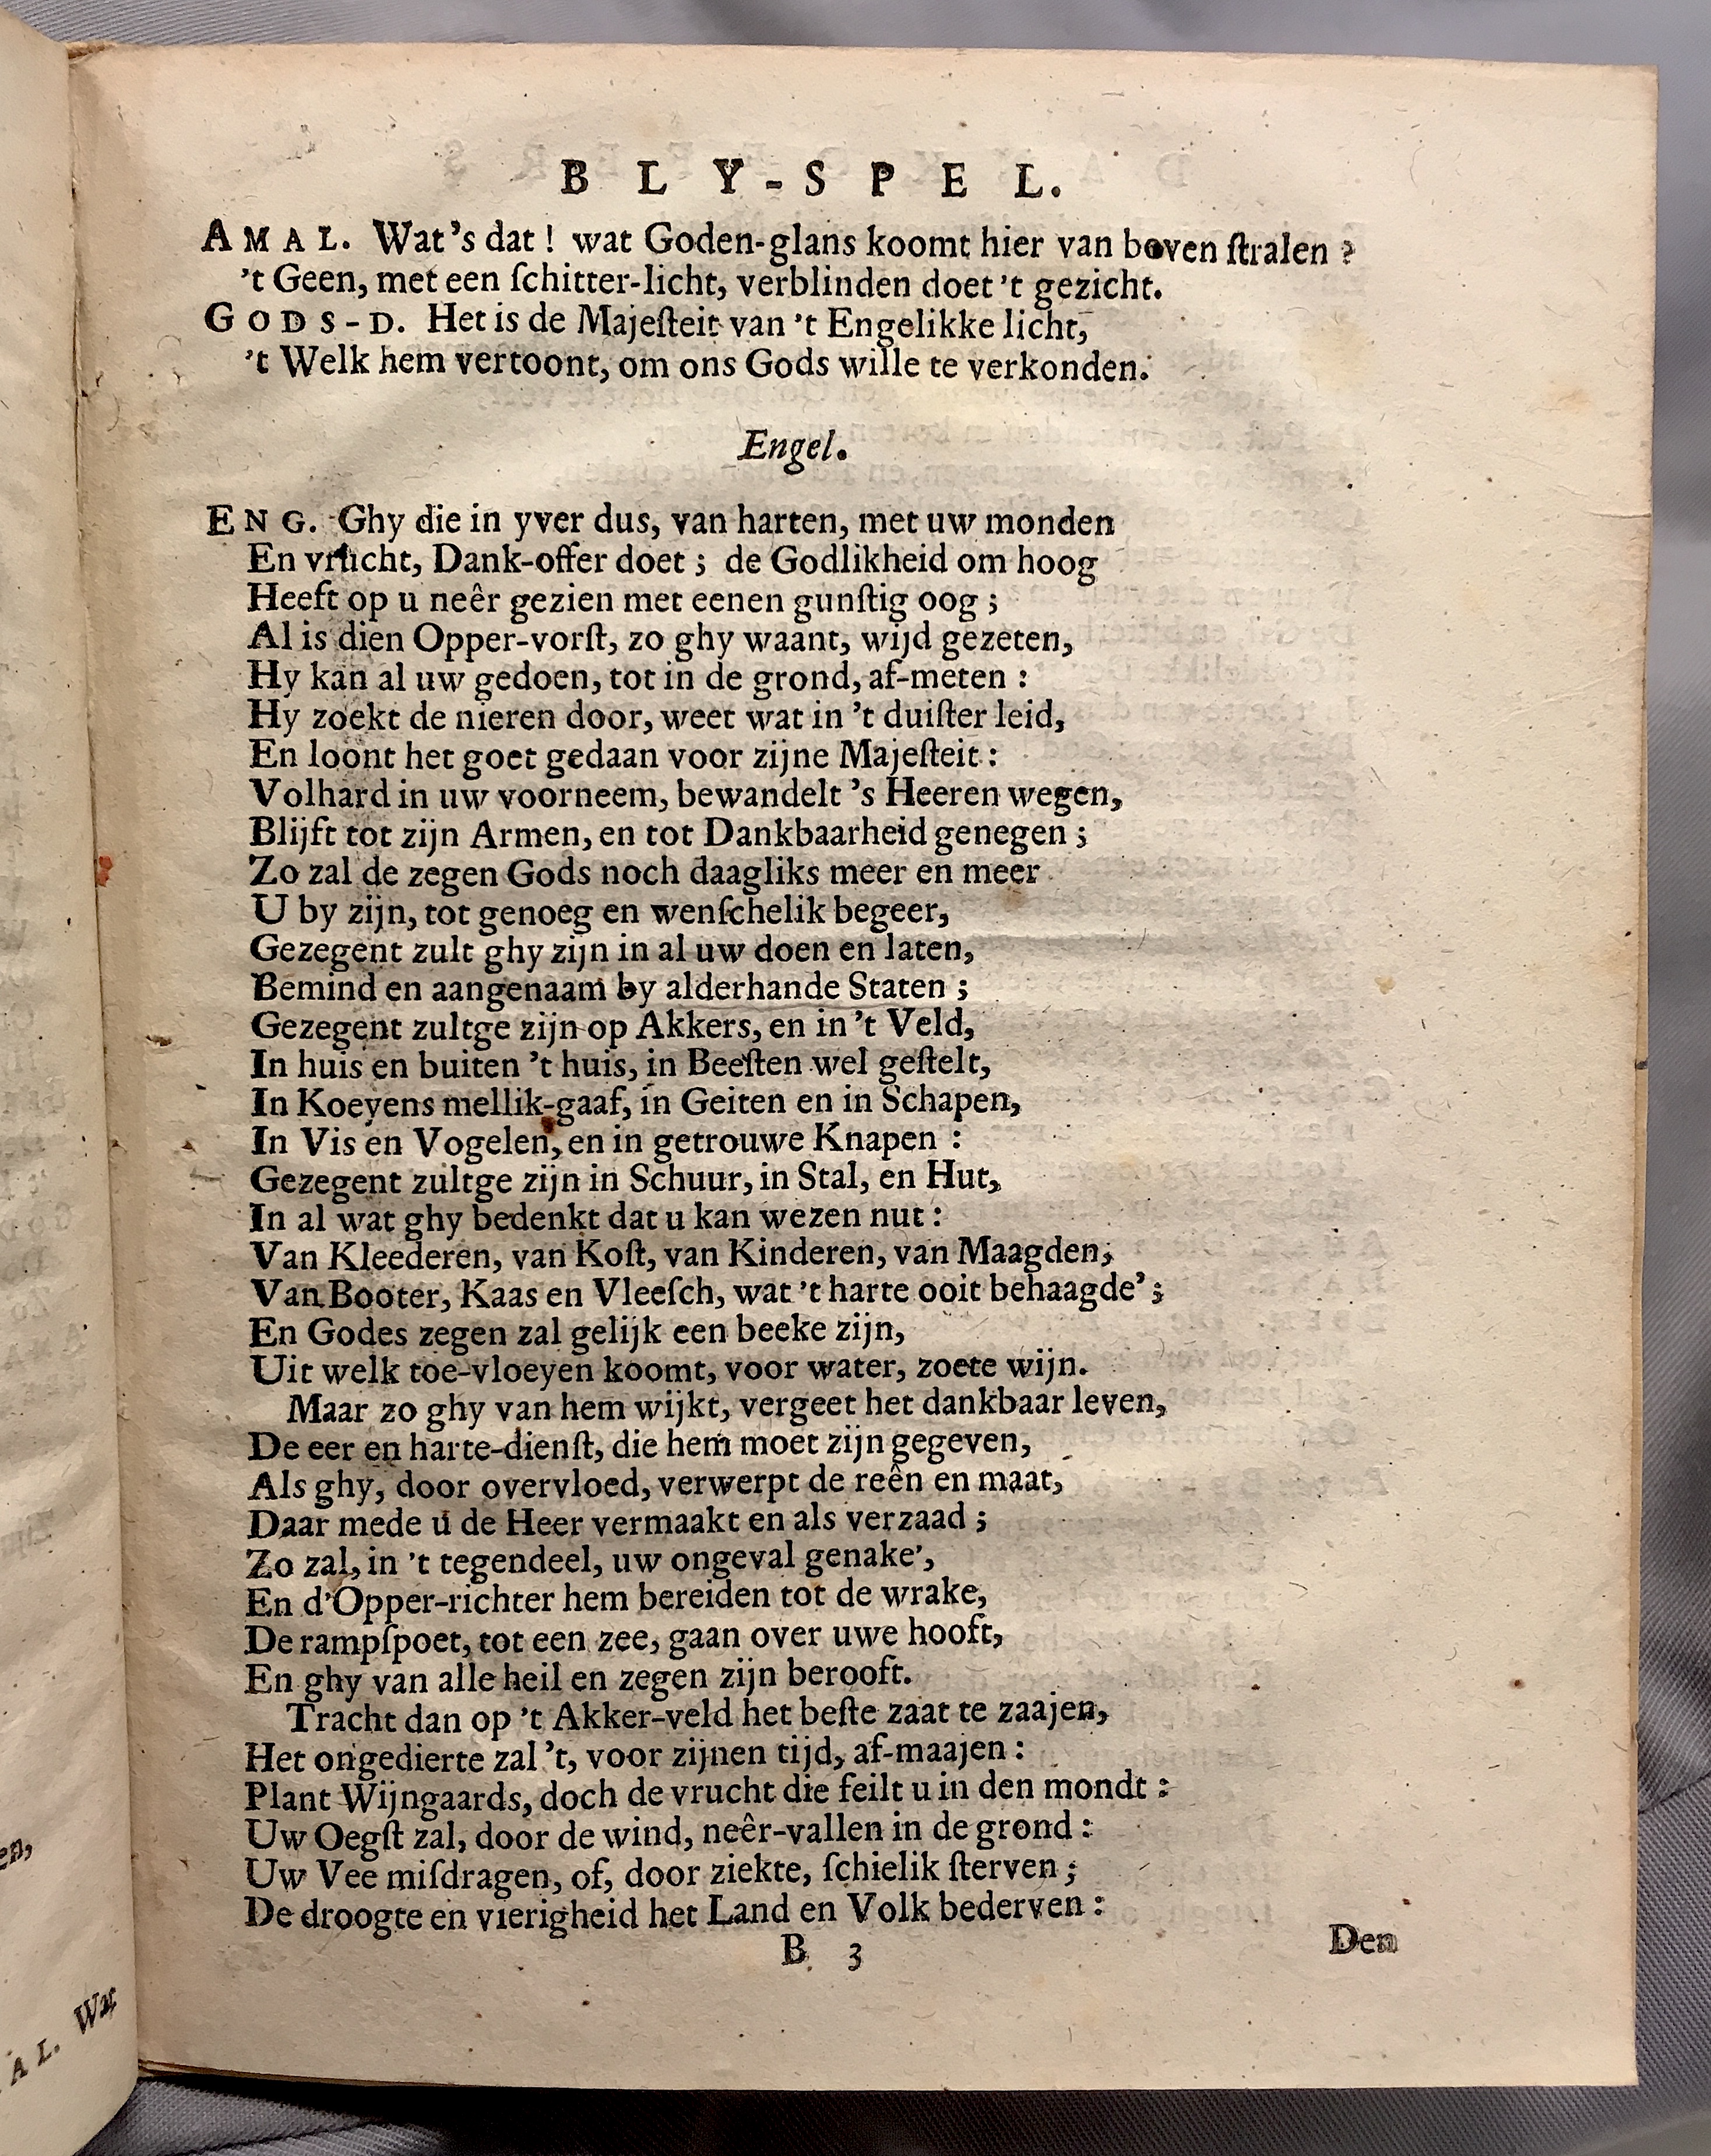 BLY-SPEL.
AMAL. Wat's dat! wat Goden-glans koomt hier van boven ſtralen?
't Geen, met een ſchitter-licht, verblinden doet 't gezicht.
GODS-D. Het is de Majeſteit van 't Engelikke licht,
't Welk hem vertoont, om ons Gods wille te verkonden.
Engel.
ENG. Ghy die in yver dus, van harten, met uw monden
En vrucht, Dank-offer doet; de Godlikheid om hoog
Heeft op u neêr gezien met eenen gunſtig oog;
Al is dien Opper-vorſt, zo ghy waant, wijd gezeten,
Hy kan al uw gedoen, tot in de grond, af-meten:
Hy zoekt de nieren door, weet wat in 't duiſter leid,
En loont het goet gedaan voor zijne Majeſteit:
Volhard in uw voorneem, bewandelt 's Heeren wegen,
Blijft tot zijn Armen, en tot Dankbaarheid genegen;
Zo zal de zegen Gods noch daagliks meer en meer
U by zijn, tot genoeg en wenſchelik begeer,
Gezegent zult ghy zijn in al uw doen en laten,
Bemind en aangenaam by alderhande Staten;
Gezegent zultge zijn op Akkers, en in 't Veld,
In huis en buiten 't huis, in Beeſten wel geſtelt,
In Koeyens mellik-gaaf, in Geiten en in Schapen,
In Vis en Vogelen, en in getrouwe Knapen:
Gezegent zultge zijn in Schuur, in Stal, en Hut,
In al wat ghy bedenkt dat u kan wezen nut:
Van Kleederen, van Koſt, van Kinderen, van Maagden,
Van Booter, Kaas en Vleeſch, wat 't harte ooit behaagde';
En Godes zegen zal gelijk een beeke zijn,
Uit welk toe-vloeyen koomt, voor water, zoete wijn.
Maar zo ghy van hem wijkt, vergeet het dankbaar leven,
De eer en harte-dienſt, die hem moet zijn gegeven,
Als ghy, door overvloed, verwerpt de reên en maat,
Daar mede u de Heer vermaakt en als verzaad;
Zo zal, in 't tegendeel, uw ongeval genake',
En d'Opper-richter hem bereiden tot de wrake,
De rampſpoet, tot een zee, gaan over uwe hooft,
En ghy van alle heil en zegen zijn berooft.
Tracht dan op 't Akker-veld het beſte zaat te zaajen,
Het ongedierte zal 't, voor zijnen tijd, af-maajen:
Plant Wijngaards, doch de vrucht die feilt u in den mondt:
Uw Oegſt zal, door de wind, neêr-vallen in de grond:
Uw Vee miſdragen, of, door ziekte, ſchielik ſterven;
De droogte en vierigheid het Land en Volk bederven:
B 3
Den
en,
AL. Wat